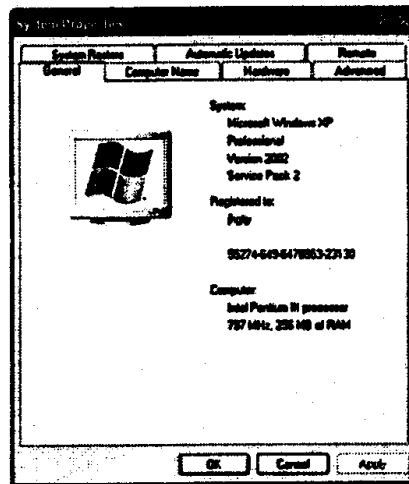 System Properties
System Restore Automatic Updates Remote
General Computer Name Hardware Advanced
System:
Microsoft Windows XP
Professional
Version 2002
Service Pack 2
Registered to:
Computer:
Intel Pentium III processor
797 MHz, 256 MB of RAM
OK Cancel Apply